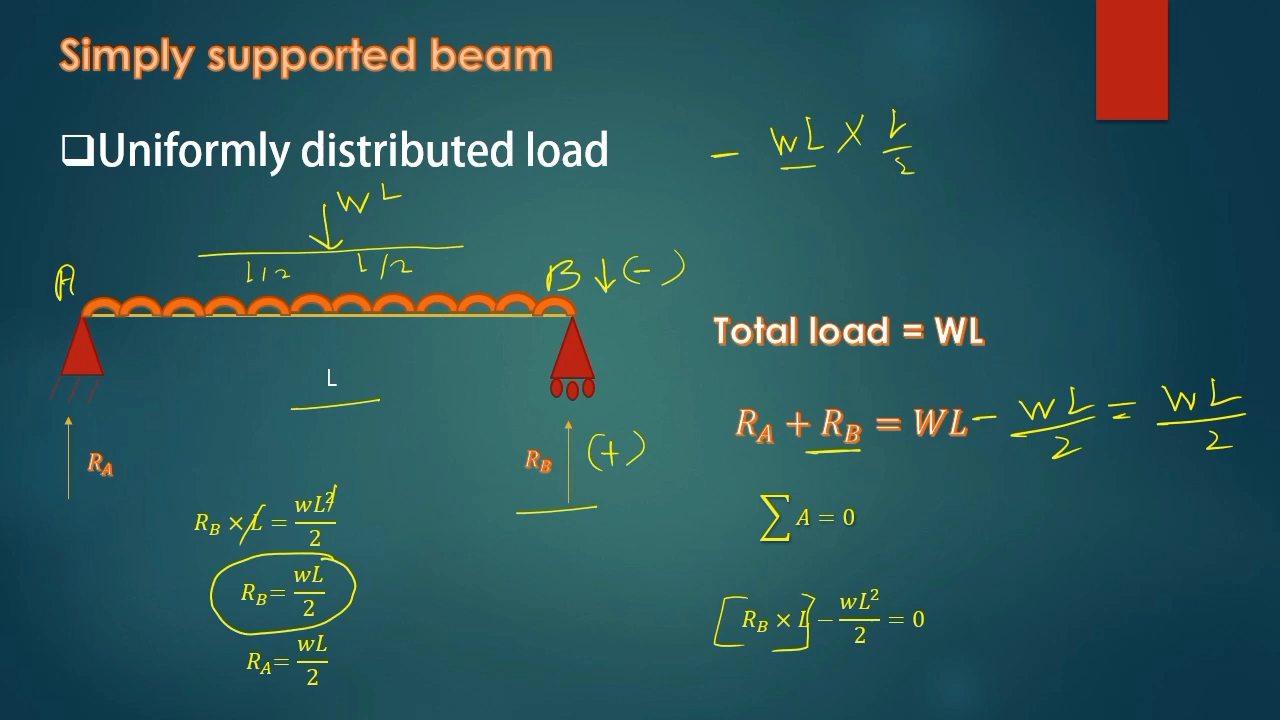 Simply supported beam
❑Uniformly distributed load
- WL × L/2
↓ WL
L/2 L/2
A
B ↓ (-)
L
Total load = WL
R_A + R_B = WL - WL/2 = WL/2
R_A
R_B (+)
∑ A = 0
R_B × L = wL²/2
R_B = wL/2
R_A = wL/2
[R_B × L] - wL²/2 = 0